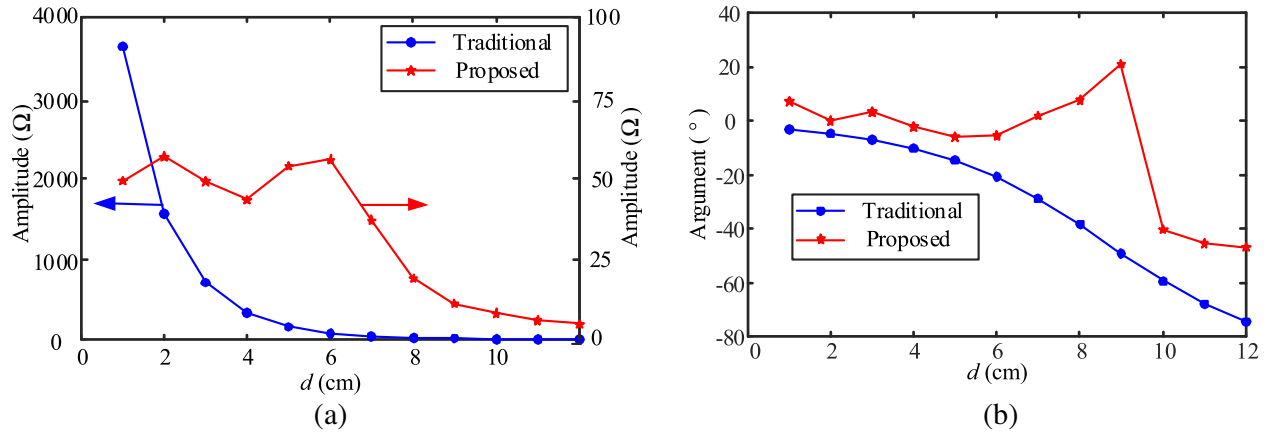 4000
3000
2000
1000
0
Amplitude (Ω)
100
75
50
25
0
Amplitude (Ω)
Traditional
Proposed
0 2 4 6 8 10
d (cm)
(a)
40
20
0
-20
-40
-60
-80
Argument ( ° )
Traditional
Proposed
0 2 4 6 8 10 12
d (cm)
(b)